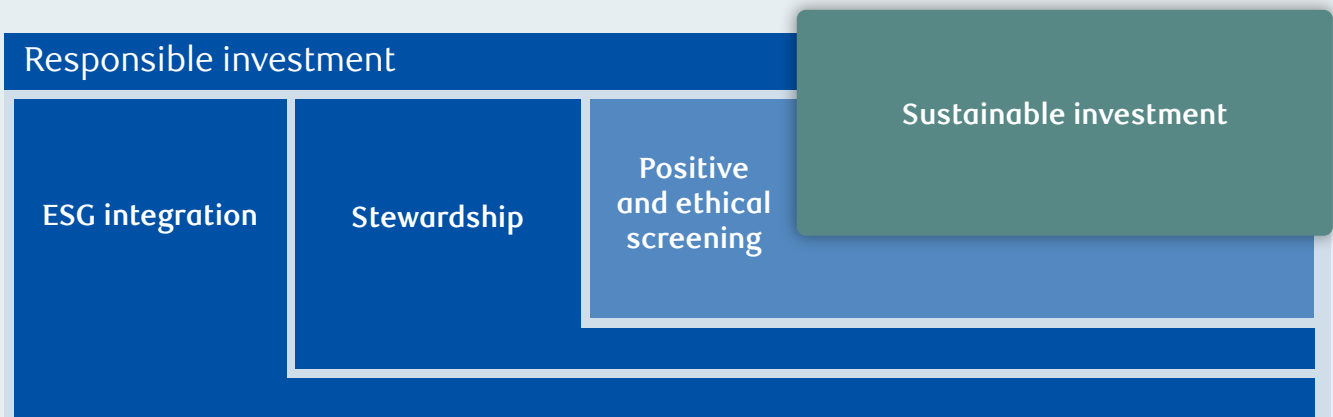 Responsible investment
Sustainable investment
ESG integration
Stewardship
Positive
and ethical
screening